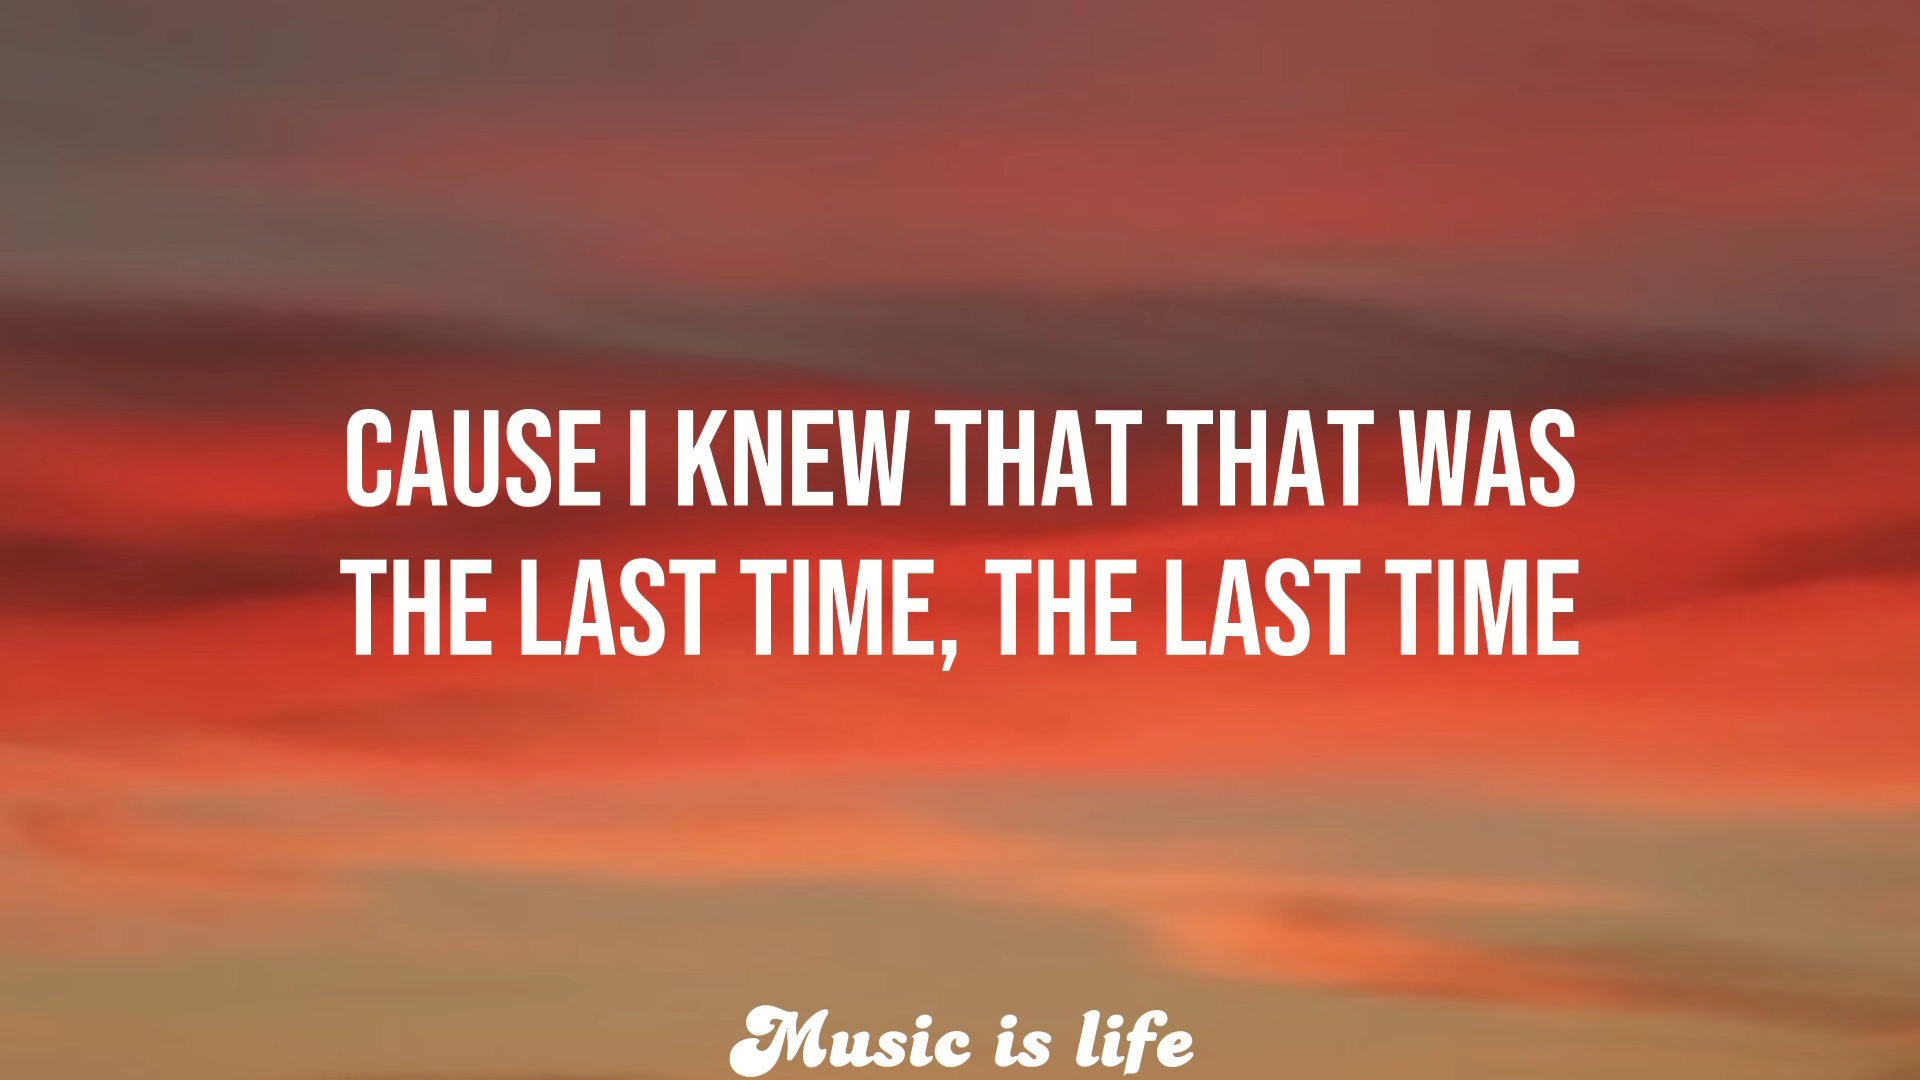 CAUSE I KNEW THAT THAT WAS
THE LAST TIME, THE LAST TIME
Music is life